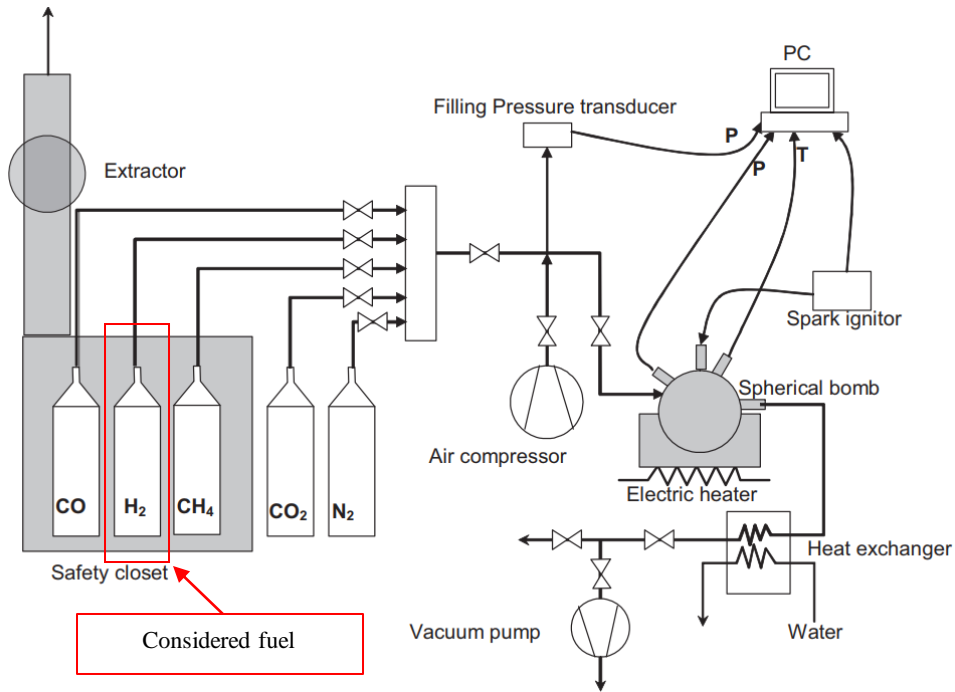 PC
Filling Pressure transducer
P
P
T
Extractor
Spark ignitor
Spherical bomb
Air compressor
CO
H₂
CH₄
CO₂
N₂
Electric heater
Safety closet
Heat exchanger
Considered fuel
Vacuum pump
Water